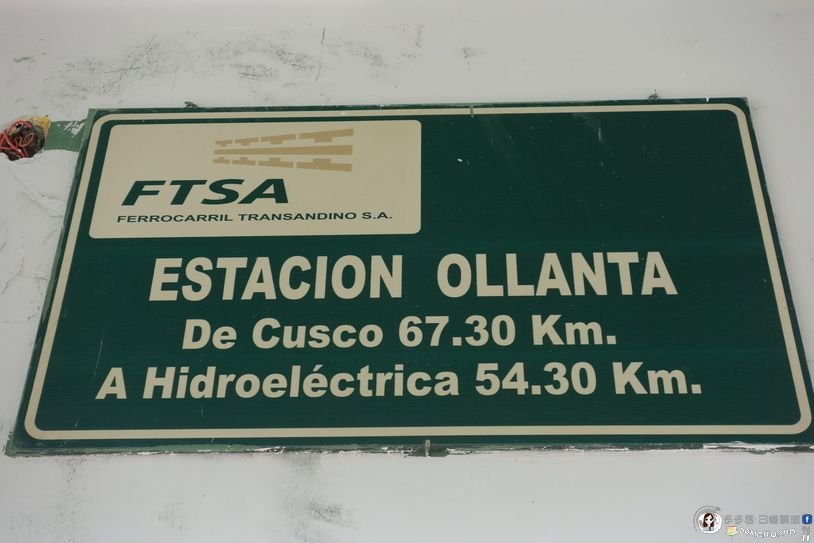 FTSA
FERROCARRIL TRANSANDINO S.A.
ESTACION OLLANTA
De Cusco 67.30 Km.
A Hidroeléctrica 54.30 Km.